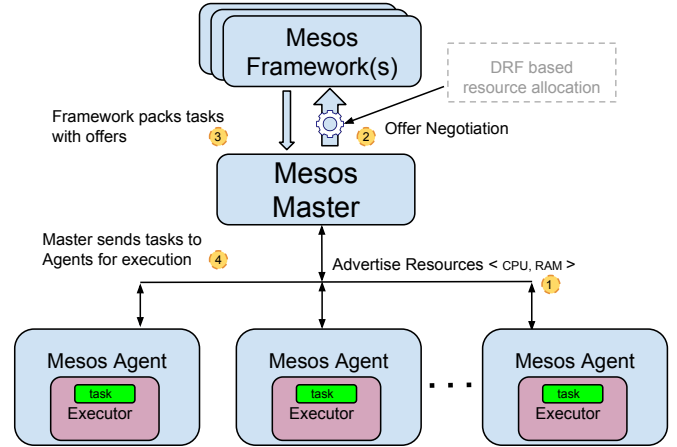 Mesos
Framework(s)
DRF based
resource allocation
Framework packs tasks
with offers
3
2
Offer Negotiation
Mesos
Master
Master sends tasks to
Agents for execution
4
Advertise Resources < CPU, RAM >
1
Mesos Agent
task
Executor
Mesos Agent
task
Executor
. . .
Mesos Agent
task
Executor